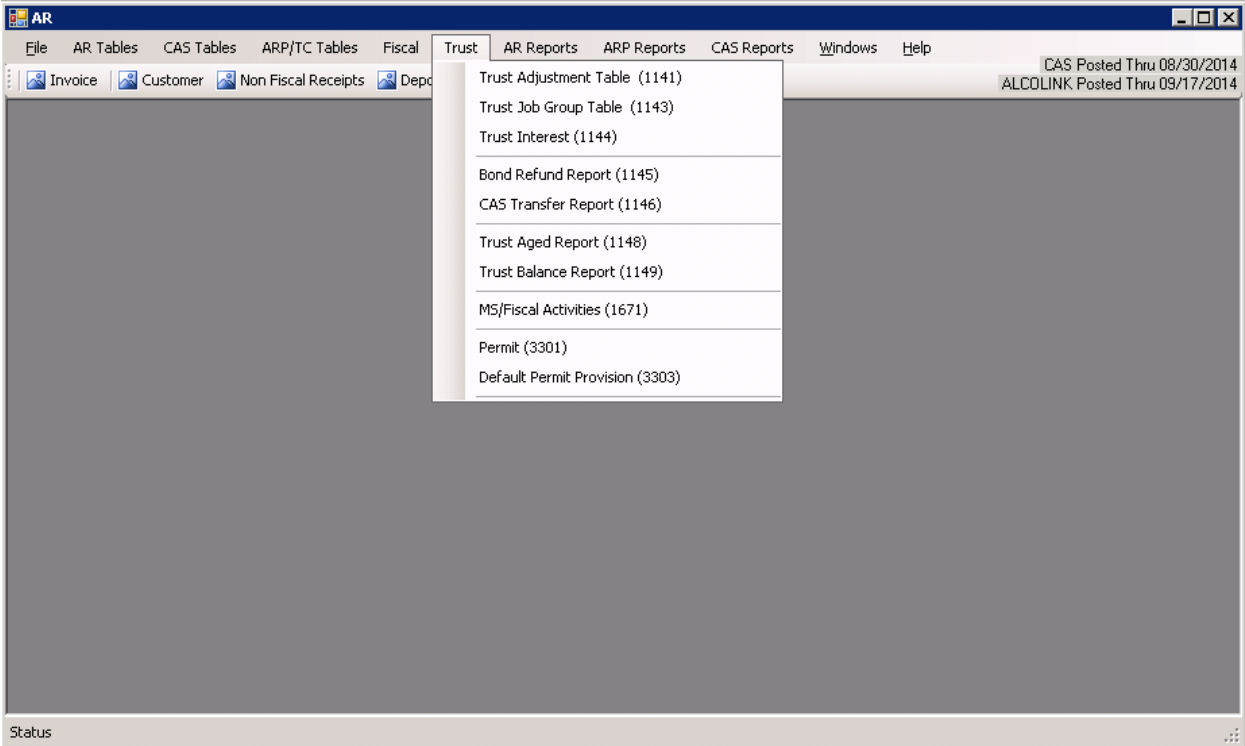 AR
File AR Tables CAS Tables ARP/TC Tables Fiscal Trust AR Reports ARP Reports CAS Reports Windows Help
CAS Posted Thru 08/30/2014
Invoice Customer Non Fiscal Receipts Depo
ALCOLINK Posted Thru 09/17/2014
Trust Adjustment Table (1141)
Trust Job Group Table (1143)
Trust Interest (1144)
Bond Refund Report (1145)
CAS Transfer Report (1146)
Trust Aged Report (1148)
Trust Balance Report (1149)
MS/Fiscal Activities (1671)
Permit (3301)
Default Permit Provision (3303)
Status